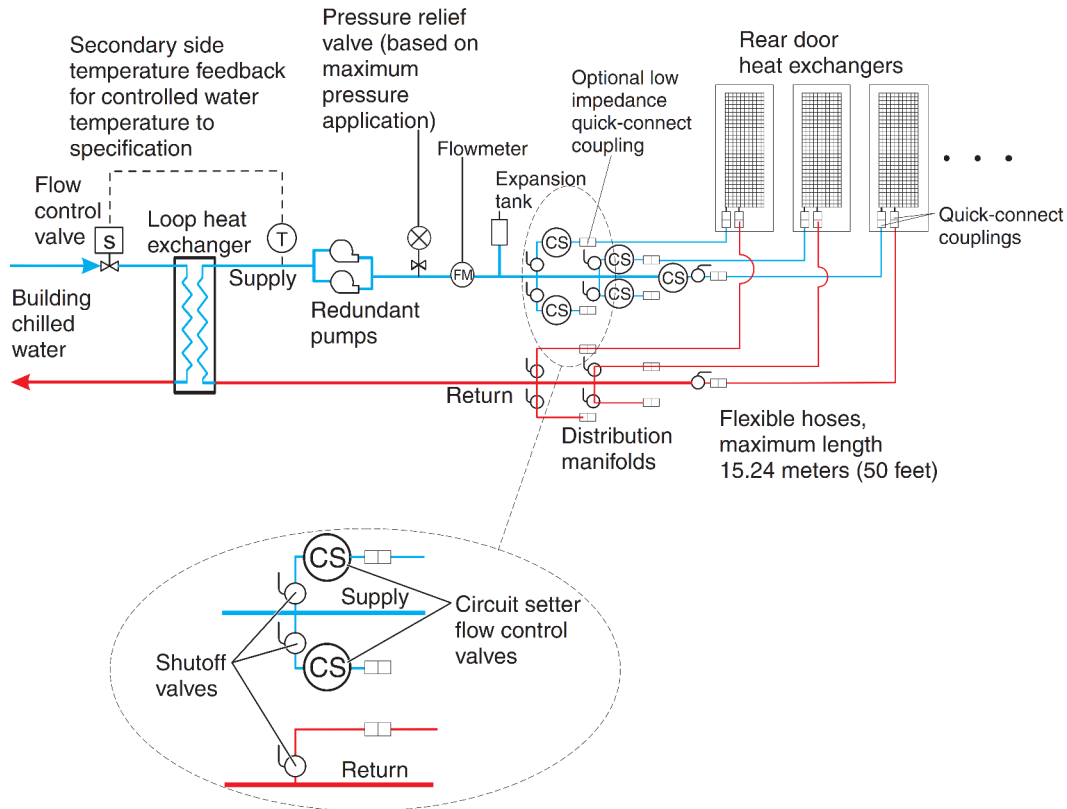 Secondary side
temperature feedback
for controlled water
temperature to
specification
Pressure relief
valve (based on
maximum
pressure
application)
Flowmeter
Optional low
impedance
quick-connect
coupling
Rear door
heat exchangers
Expansion
tank
Flow
control
valve
Loop heat
exchanger
S
T
Supply
FM
CS
CS
CS
CS
CS
Quick-connect
couplings
Building
chilled
water
Redundant
pumps
Return
Distribution
manifolds
Flexible hoses,
maximum length
15.24 meters (50 feet)
CS
Supply
CS
Circuit setter
flow control
valves
Shutoff
valves
Return